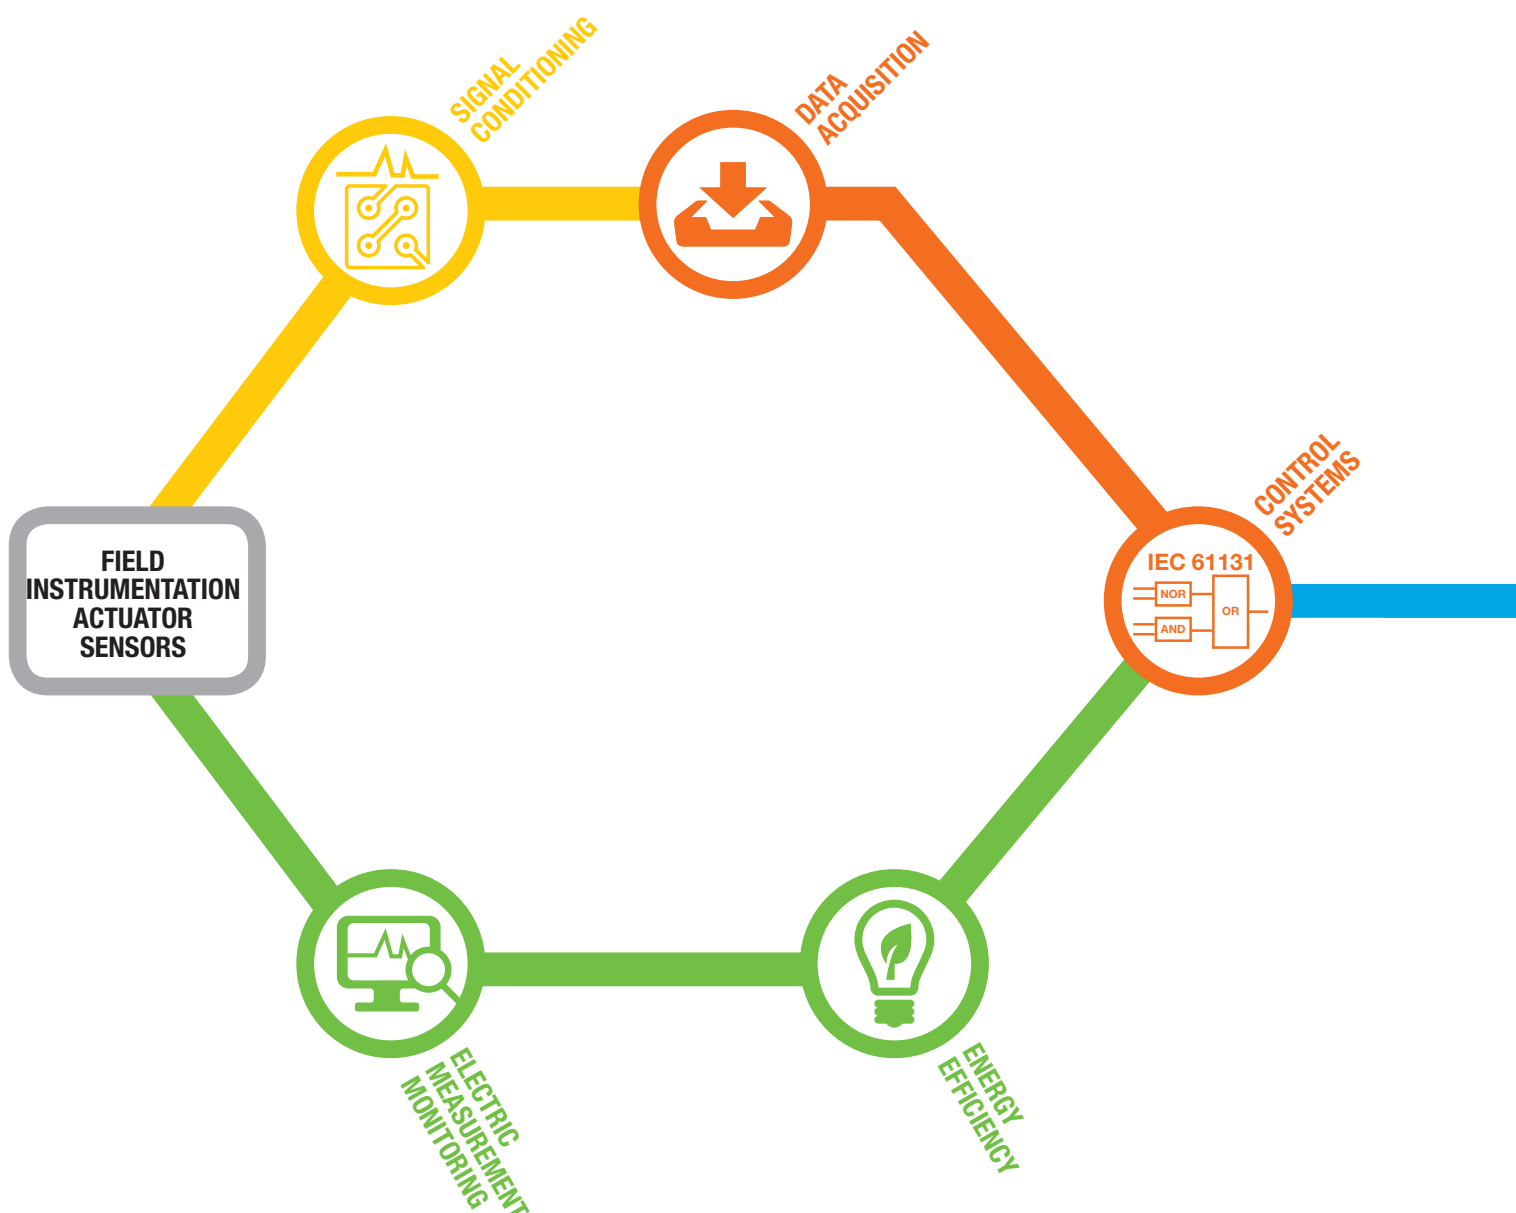 SIGNAL
CONDITIONING
DATA
ACQUISITION
CONTROL
SYSTEMS
IEC 61131
NOR
OR
AND
FIELD
INSTRUMENTATION
ACTUATOR
SENSORS
ELECTRIC
MEASUREMENT
MONITORING
ENERGY
EFFICIENCY